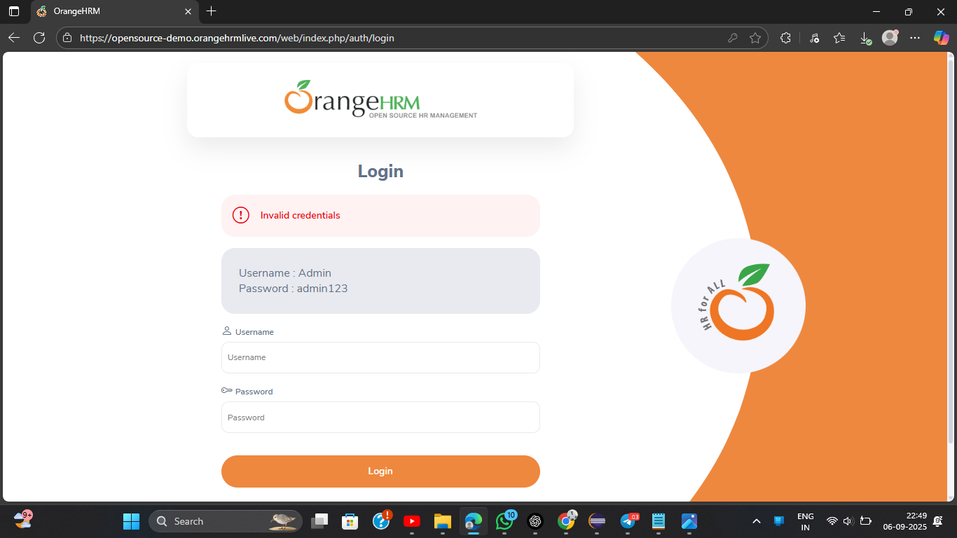 OrangeHRM
https://opensource-demo.orangehrmlive.com/web/index.php/auth/login
OrangeHRM
OPEN SOURCE HR MANAGEMENT
Login
Invalid credentials
Username : Admin
Password : admin123
Username
Username
Password
Password
Login
HR for ALL
9+
Search
10
03
ENG
IN
22:49
06-09-2025